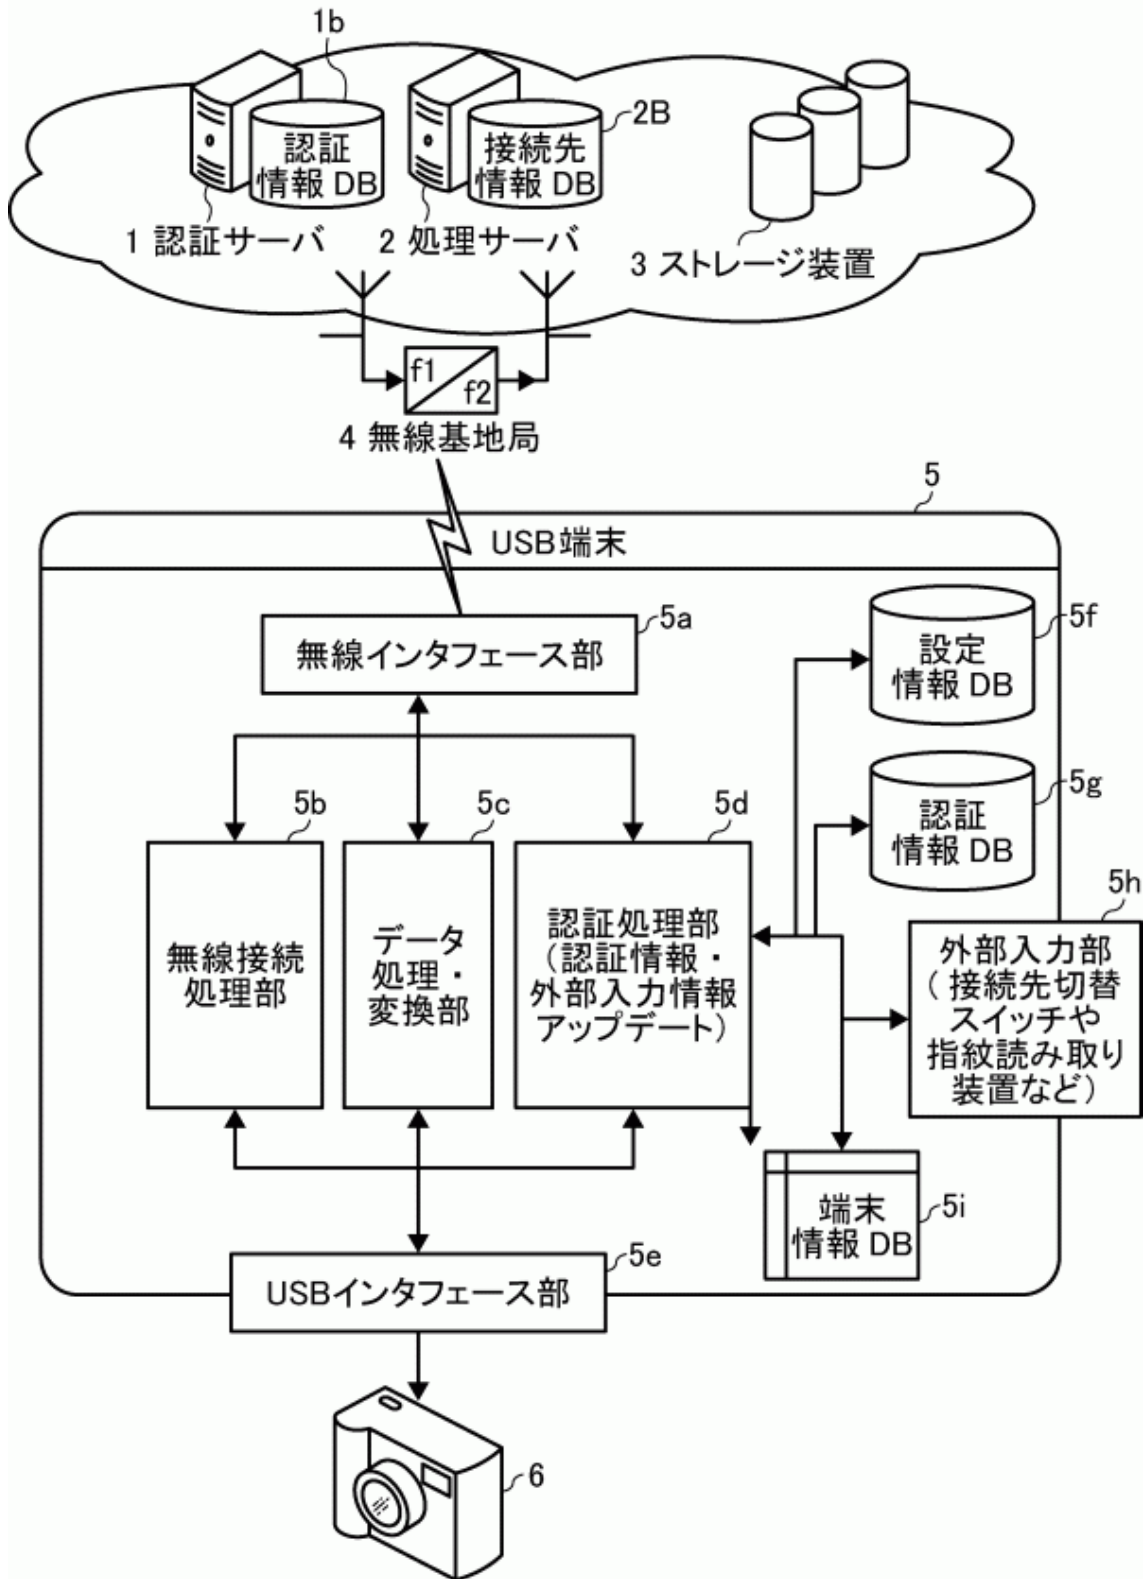 1b
認証
情報 DB
2B
接続先
情報 DB
1 認証サーバ
2 処理サーバ
3 ストレージ装置
f1
f2
4 無線基地局
5
USB端末
5a
無線インタフェース部
5f
設定
情報 DB
5g
認証
情報 DB
5b
無線接続
処理部
5c
データ
処理・
変換部
5d
認証処理部
(認証情報・
外部入力情報
アップデート)
5h
外部入力部
(接続先切替
スイッチや
指紋読み取り
装置など)
5i
端末
情報 DB
5e
USBインタフェース部
6